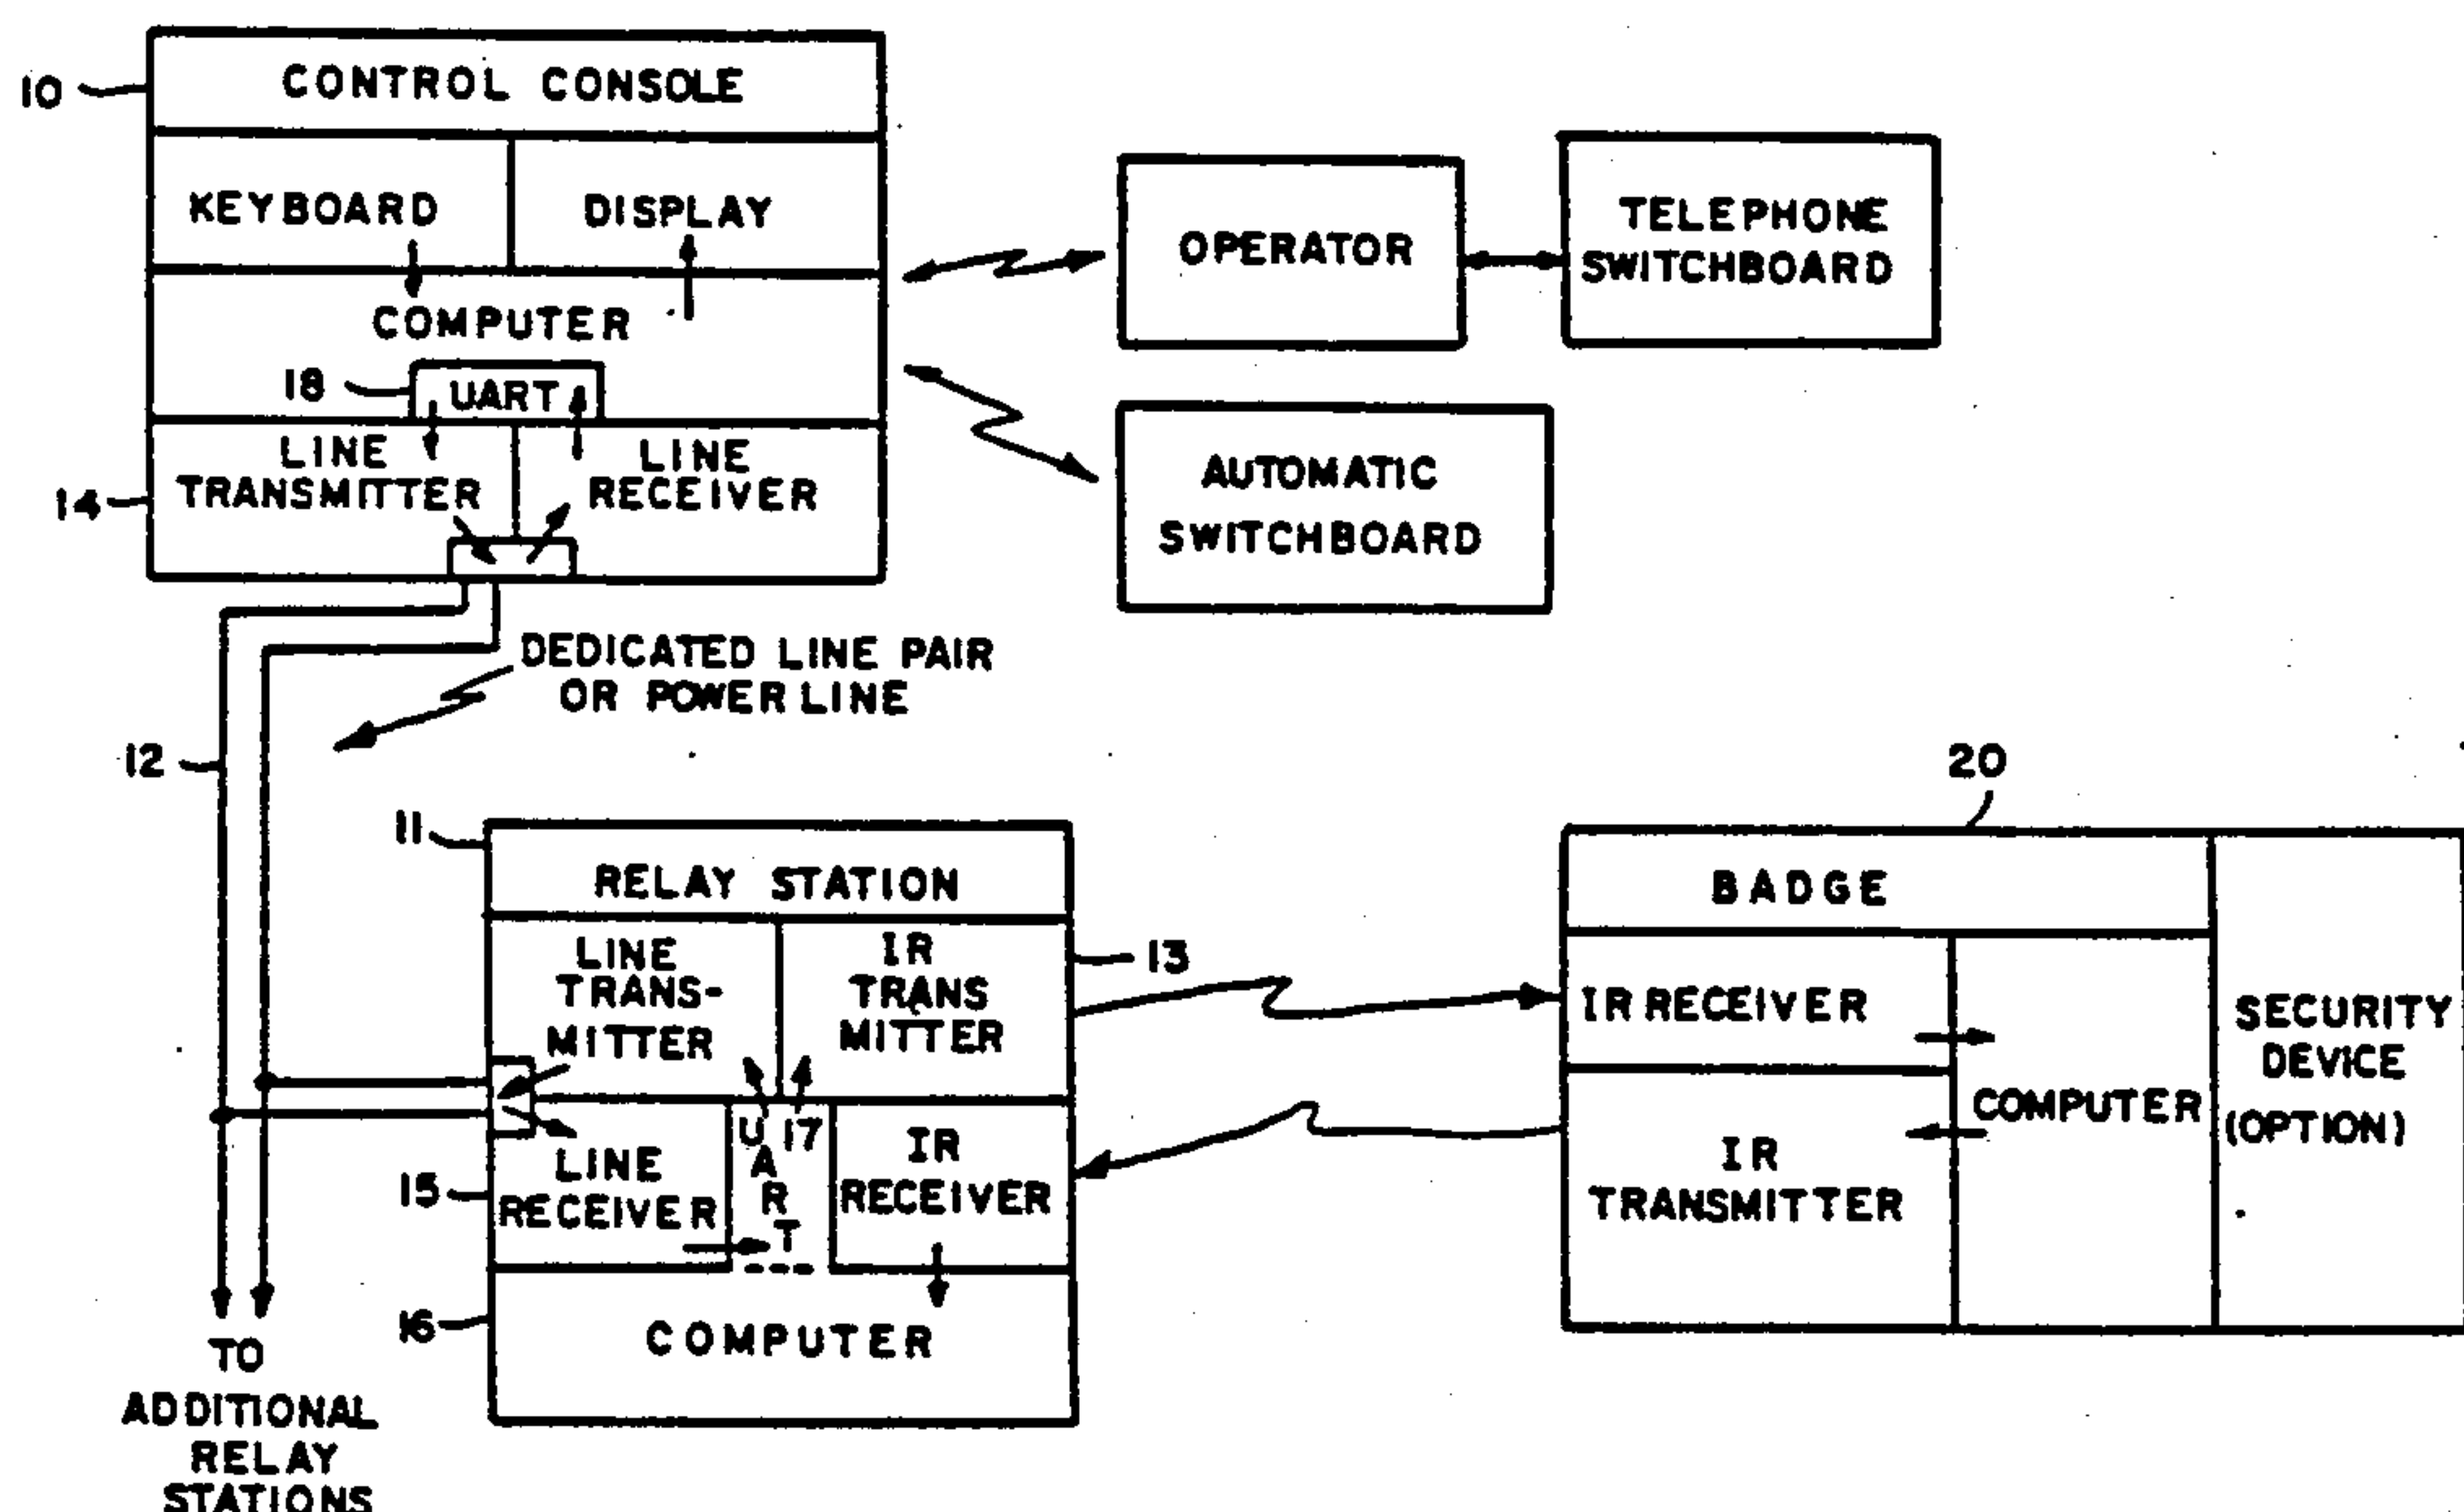 10
CONTROL CONSOLE
KEYBOARD
DISPLAY
COMPUTER
18
UART
14
LINE
TRANSMITTER
LINE
RECEIVER
OPERATOR
TELEPHONE
SWITCHBOARD
AUTOMATIC
SWITCHBOARD
DEDICATED LINE PAIR
OR POWER LINE
12
11
RELAY STATION
LINE
TRANS-
MITTER
IR
TRANS
MITTER
13
15
LINE
RECEIVER
UART
17
IR
RECEIVER
16
COMPUTER
TO
ADDITIONAL
RELAY
STATIONS
20
BADGE
IR RECEIVER
IR
TRANSMITTER
COMPUTER
SECURITY
DEVICE
(OPTION)